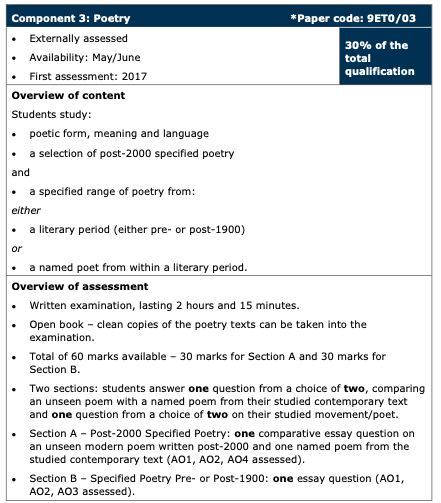 Component 3: Poetry *Paper code: 9ET0/03
• Externally assessed
• Availability: May/June
• First assessment: 2017
30% of the
total
qualification
Overview of content
Students study:
• poetic form, meaning and language
• a selection of post-2000 specified poetry
and
• a specified range of poetry from:
either
• a literary period (either pre- or post-1900)
or
• a named poet from within a literary period.
Overview of assessment
• Written examination, lasting 2 hours and 15 minutes.
• Open book – clean copies of the poetry texts can be taken into the
examination.
• Total of 60 marks available – 30 marks for Section A and 30 marks for
Section B.
• Two sections: students answer one question from a choice of two, comparing
an unseen poem with a named poem from their studied contemporary text
and one question from a choice of two on their studied movement/poet.
• Section A – Post-2000 Specified Poetry: one comparative essay question on
an unseen modern poem written post-2000 and one named poem from the
studied contemporary text (AO1, AO2, AO4 assessed).
• Section B – Specified Poetry Pre- or Post-1900: one essay question (AO1,
AO2, AO3 assessed).